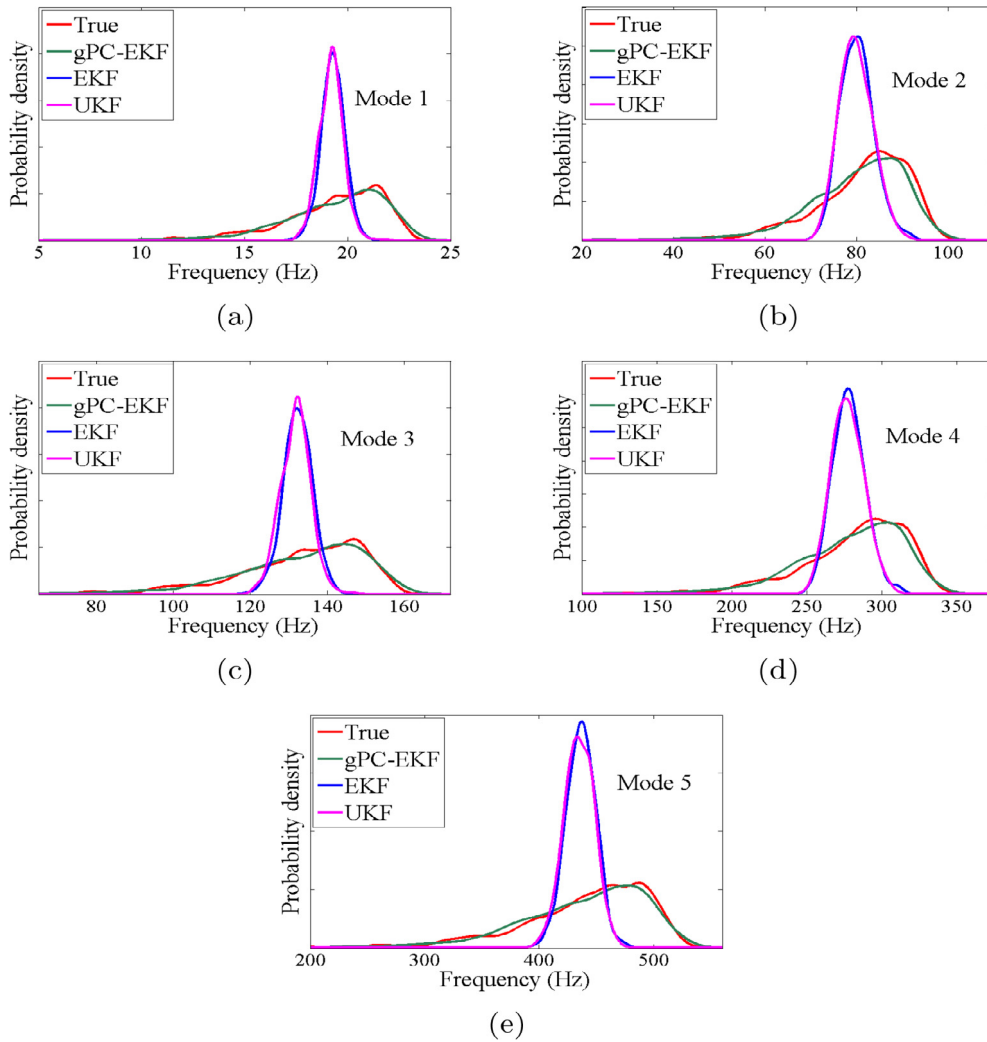 True
gPC-EKF
EKF
UKF
Mode 1
Probability density
5 10 15 20 25
Frequency (Hz)
(a)
True
gPC-EKF
EKF
UKF
Mode 2
Probability density
20 40 60 80 100
Frequency (Hz)
(b)
True
gPC-EKF
EKF
UKF
Mode 3
Probability density
80 100 120 140 160
Frequency (Hz)
(c)
True
gPC-EKF
EKF
UKF
Mode 4
Probability density
100 150 200 250 300 350
Frequency (Hz)
(d)
True
gPC-EKF
EKF
UKF
Mode 5
Probability density
200 300 400 500
Frequency (Hz)
(e)